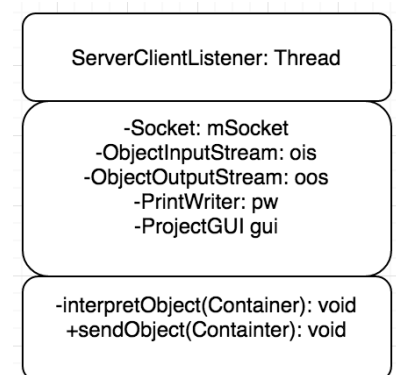 ServerClientListener: Thread
-Socket: mSocket
-ObjectInputStream: ois
-ObjectOutputStream: oos
-PrintWriter: pw
-ProjectGUI gui
-interpretObject(Container): void
+sendObject(Containter): void